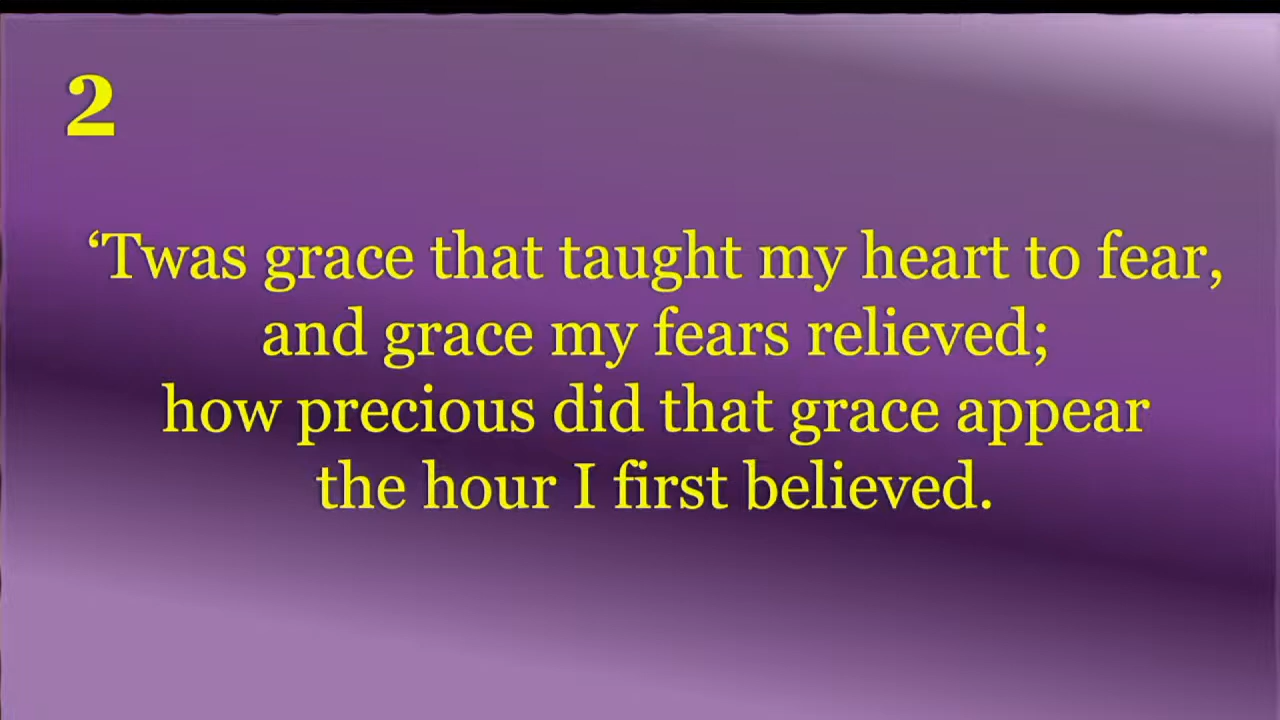 2
‘Twas grace that taught my heart to fear,
and grace my fears relieved;
how precious did that grace appear
the hour I first believed.